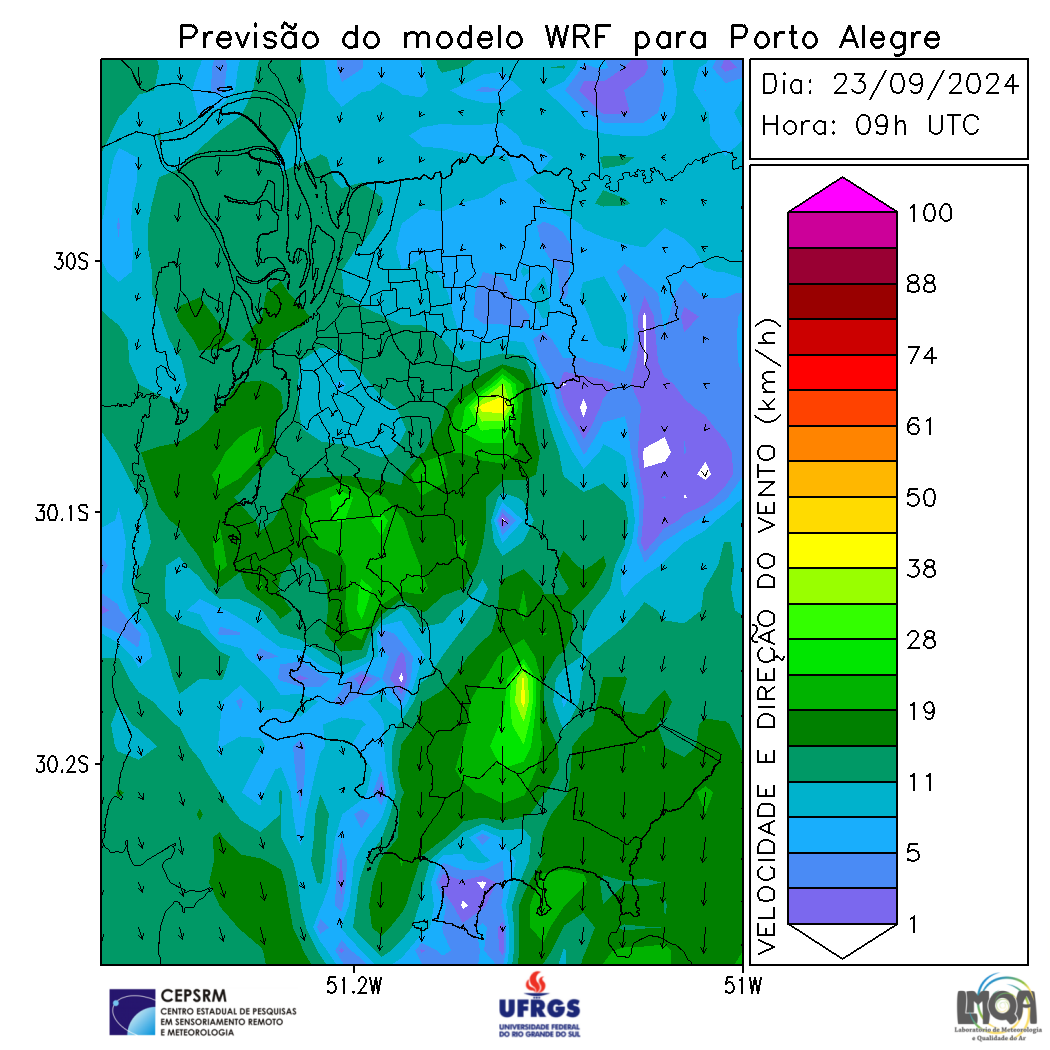 Previsão do modelo WRF para Porto Alegre
Dia: 23/09/2024
Hora: 09h UTC
30S
30.1S
30.2S
51.2W
51W
VELOCIDADE E DIREÇÃO DO VENTO (km/h)
100
88
74
61
50
38
28
19
11
5
1
CEPSRM
CENTRO ESTADUAL DE PESQUISAS
EM SENSORIAMENTO REMOTO
E METEOROLOGIA
UFRGS
UNIVERSIDADE FEDERAL
DO RIO GRANDE DO SUL
LMQA
Laboratório de Meteorologia
e Qualidade do Ar